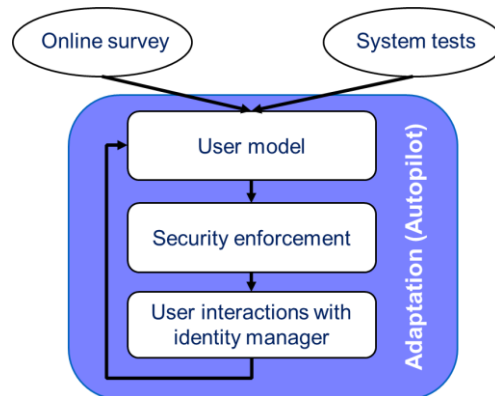 Online survey
System tests
User model
Security enforcement
User interactions with
identity manager
Adaptation (Autopilot)